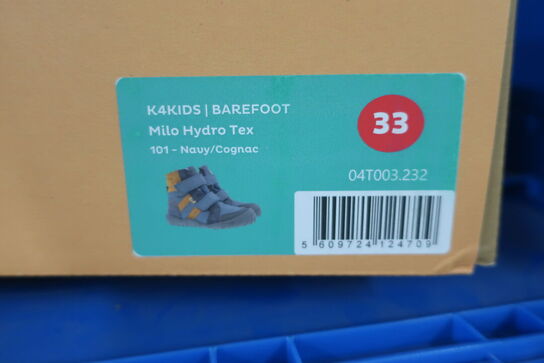 K4KIDS | BAREFOOT
Milo Hydro Tex
101 - Navy/Cognac
33
04T003.232
5 609724 124709